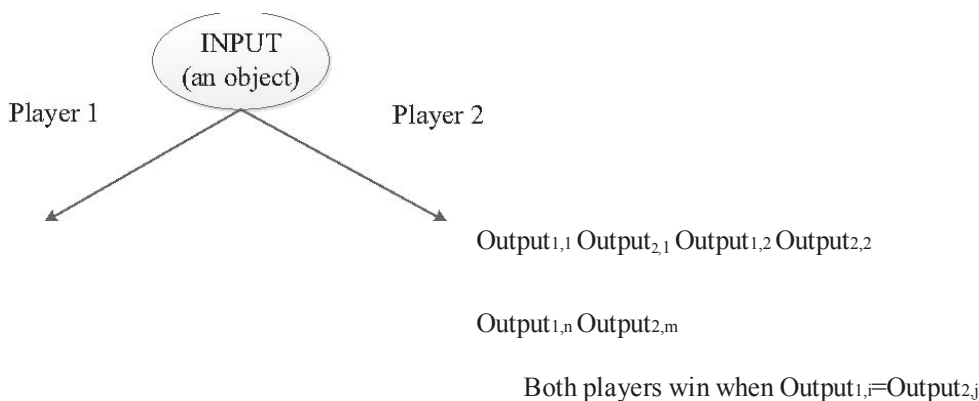 INPUT
(an object)
Player 1
Player 2
Output1,1 Output2,1 Output1,2 Output2,2
Output1,n Output2,m
Both players win when Output1,i=Output2,j